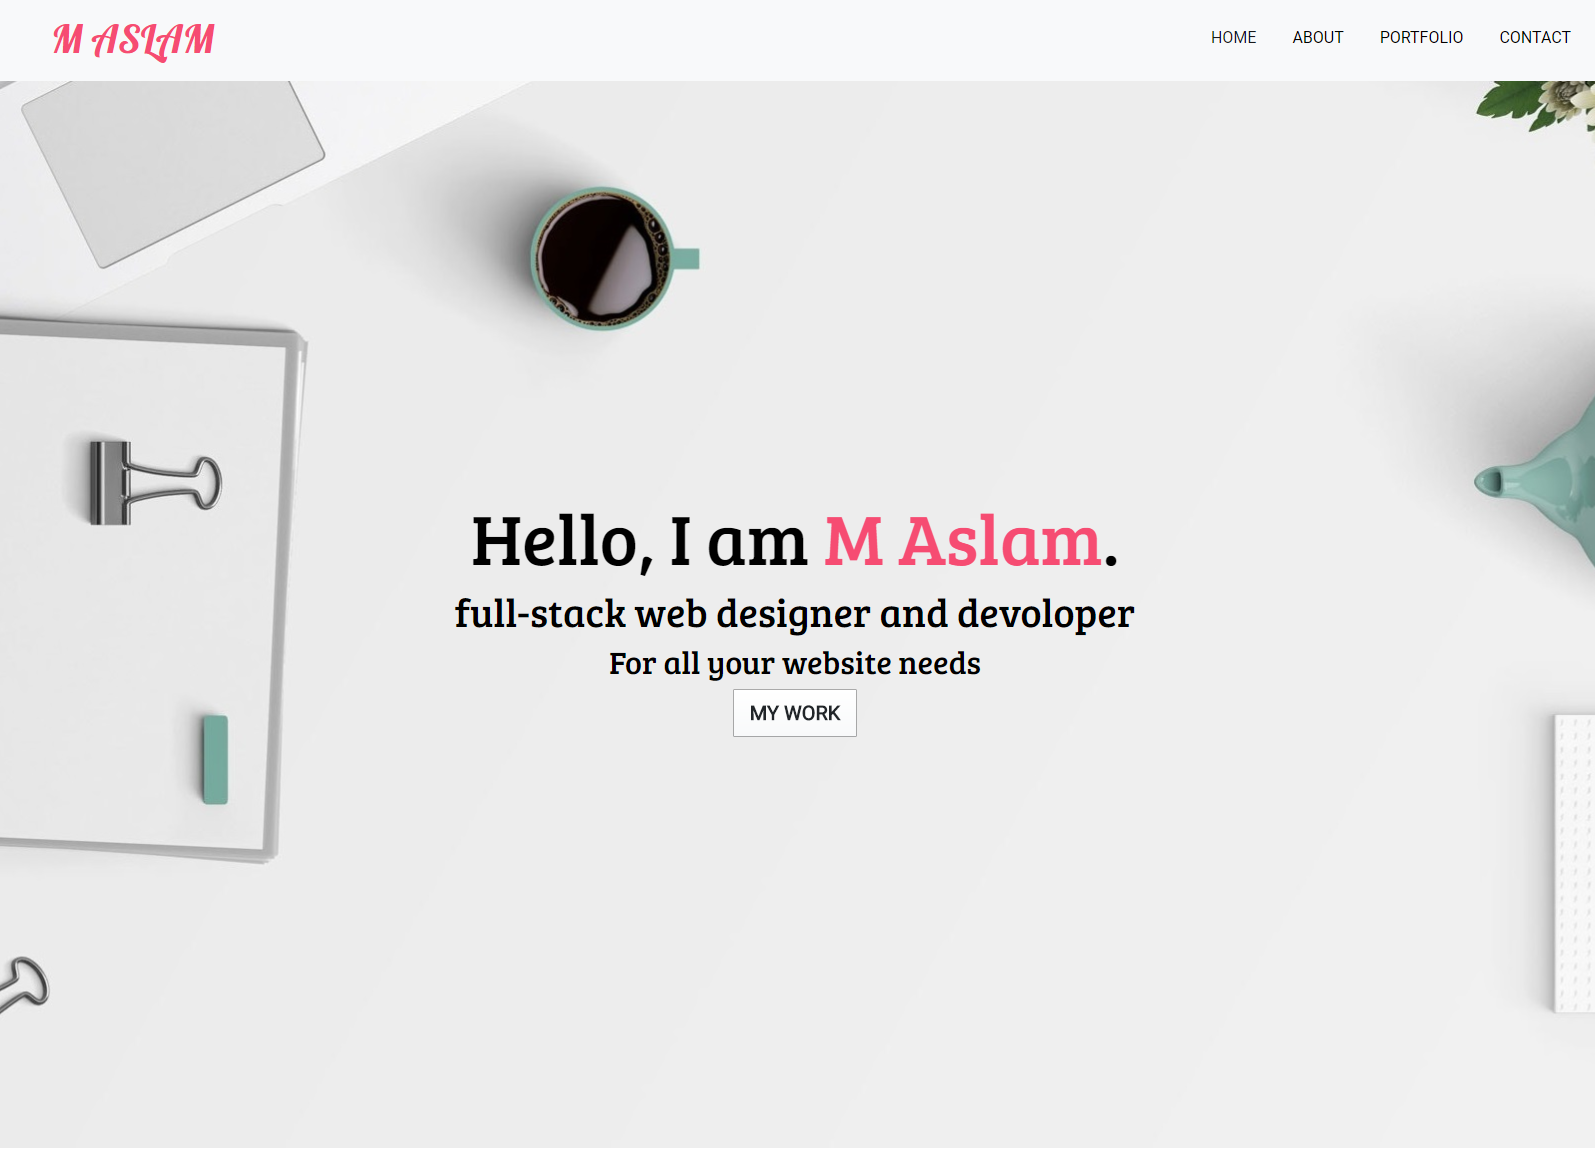 M ASLAM
HOME ABOUT PORTFOLIO CONTACT
Hello, I am M Aslam.
full-stack web designer and devoloper
For all your website needs
MY WORK